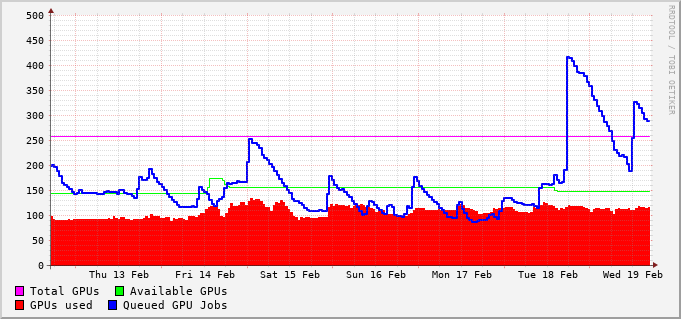 RRDTOOL / TOBI OETIKER
500
450
400
350
300
250
200
150
100
50
0
Thu 13 Feb Fri 14 Feb Sat 15 Feb Sun 16 Feb Mon 17 Feb Tue 18 Feb Wed 19 Feb
Total GPUs Available GPUs
GPUs used Queued GPU Jobs